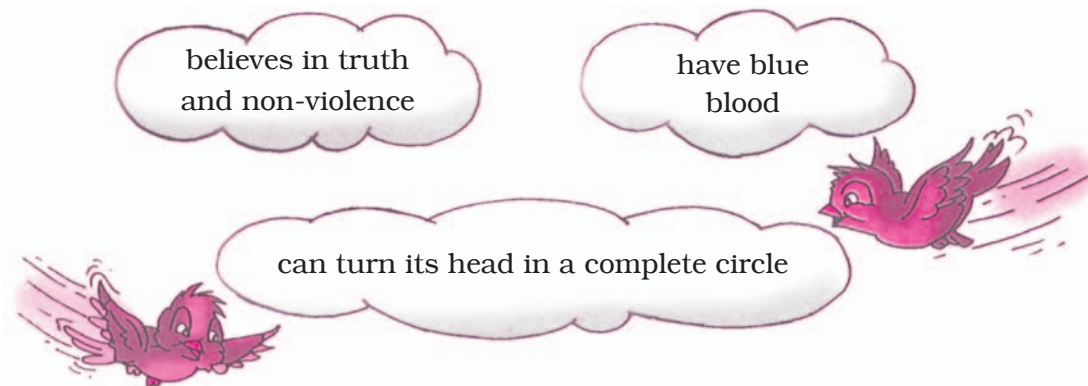 believes in truth
and non-violence
have blue
blood
can turn its head in a complete circle